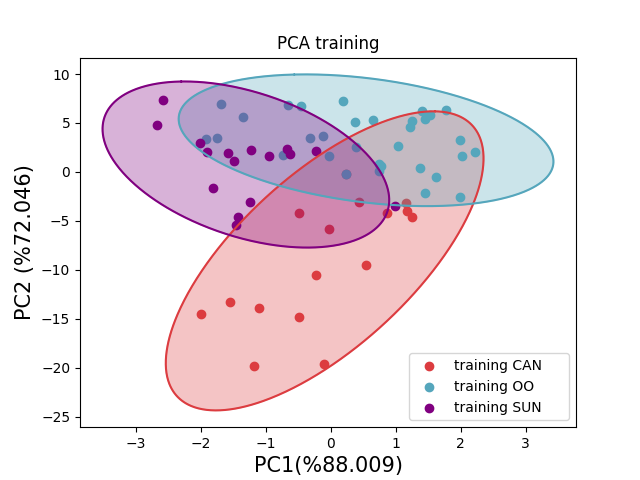 PCA training
10
5
0
−5
−10
−15
−20
−25
PC2 (%72.046)
−3 −2 −1 0 1 2 3
PC1(%88.009)
training CAN
training OO
training SUN